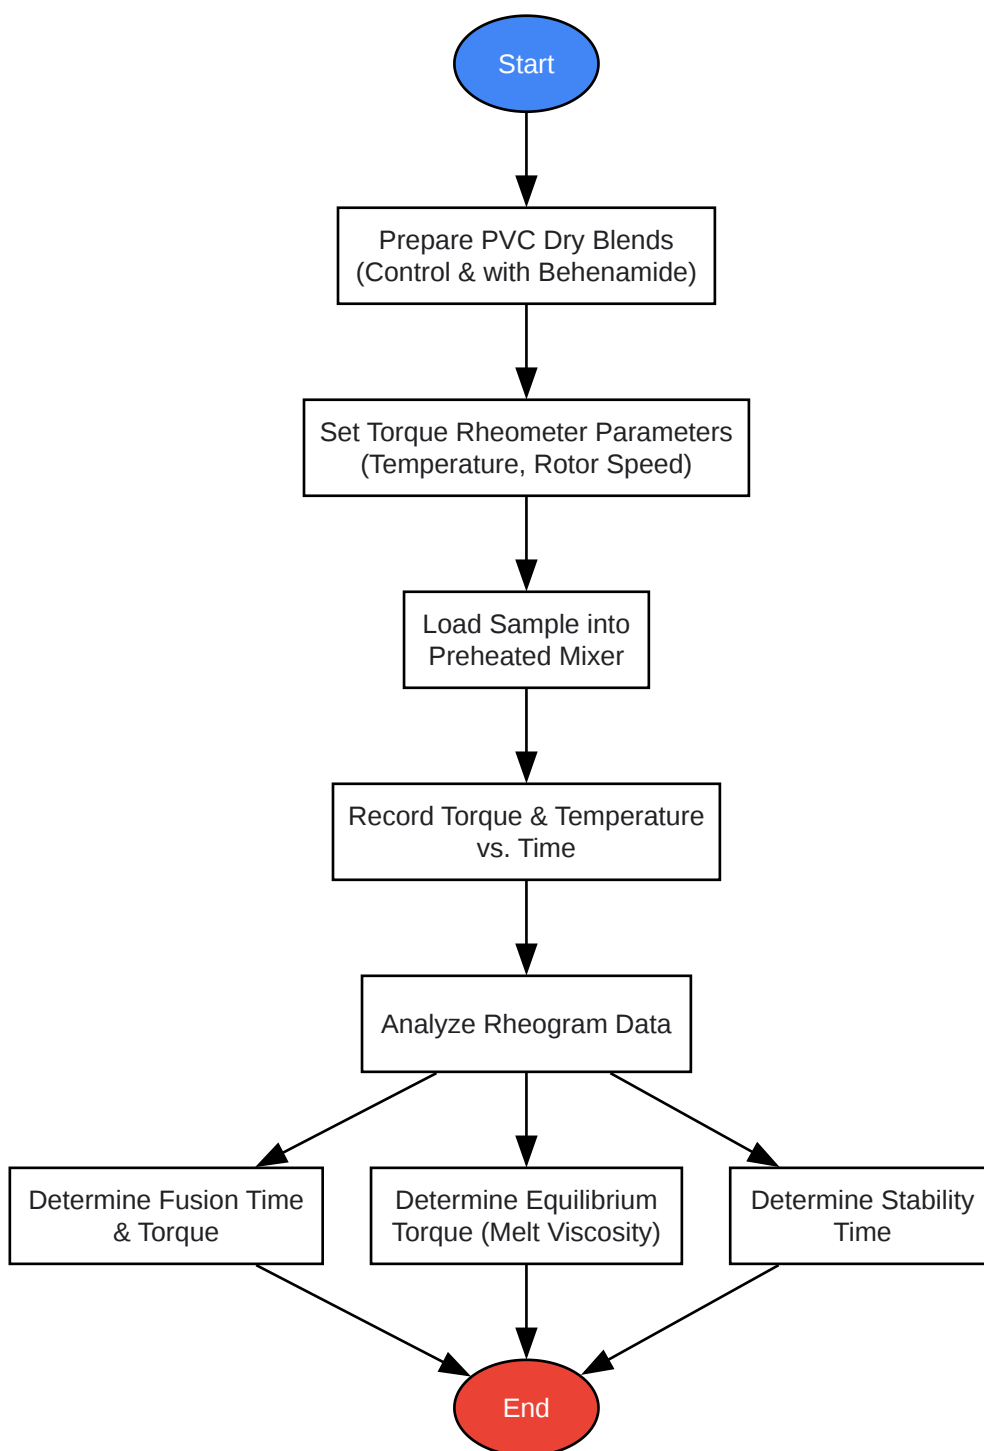 Start
Prepare PVC Dry Blends
(Control & with Behenamide)
Set Torque Rheometer Parameters
(Temperature, Rotor Speed)
Load Sample into
Preheated Mixer
Record Torque & Temperature
vs. Time
Analyze Rheogram Data
Determine Fusion Time
& Torque
Determine Equilibrium
Torque (Melt Viscosity)
Determine Stability
Time
End